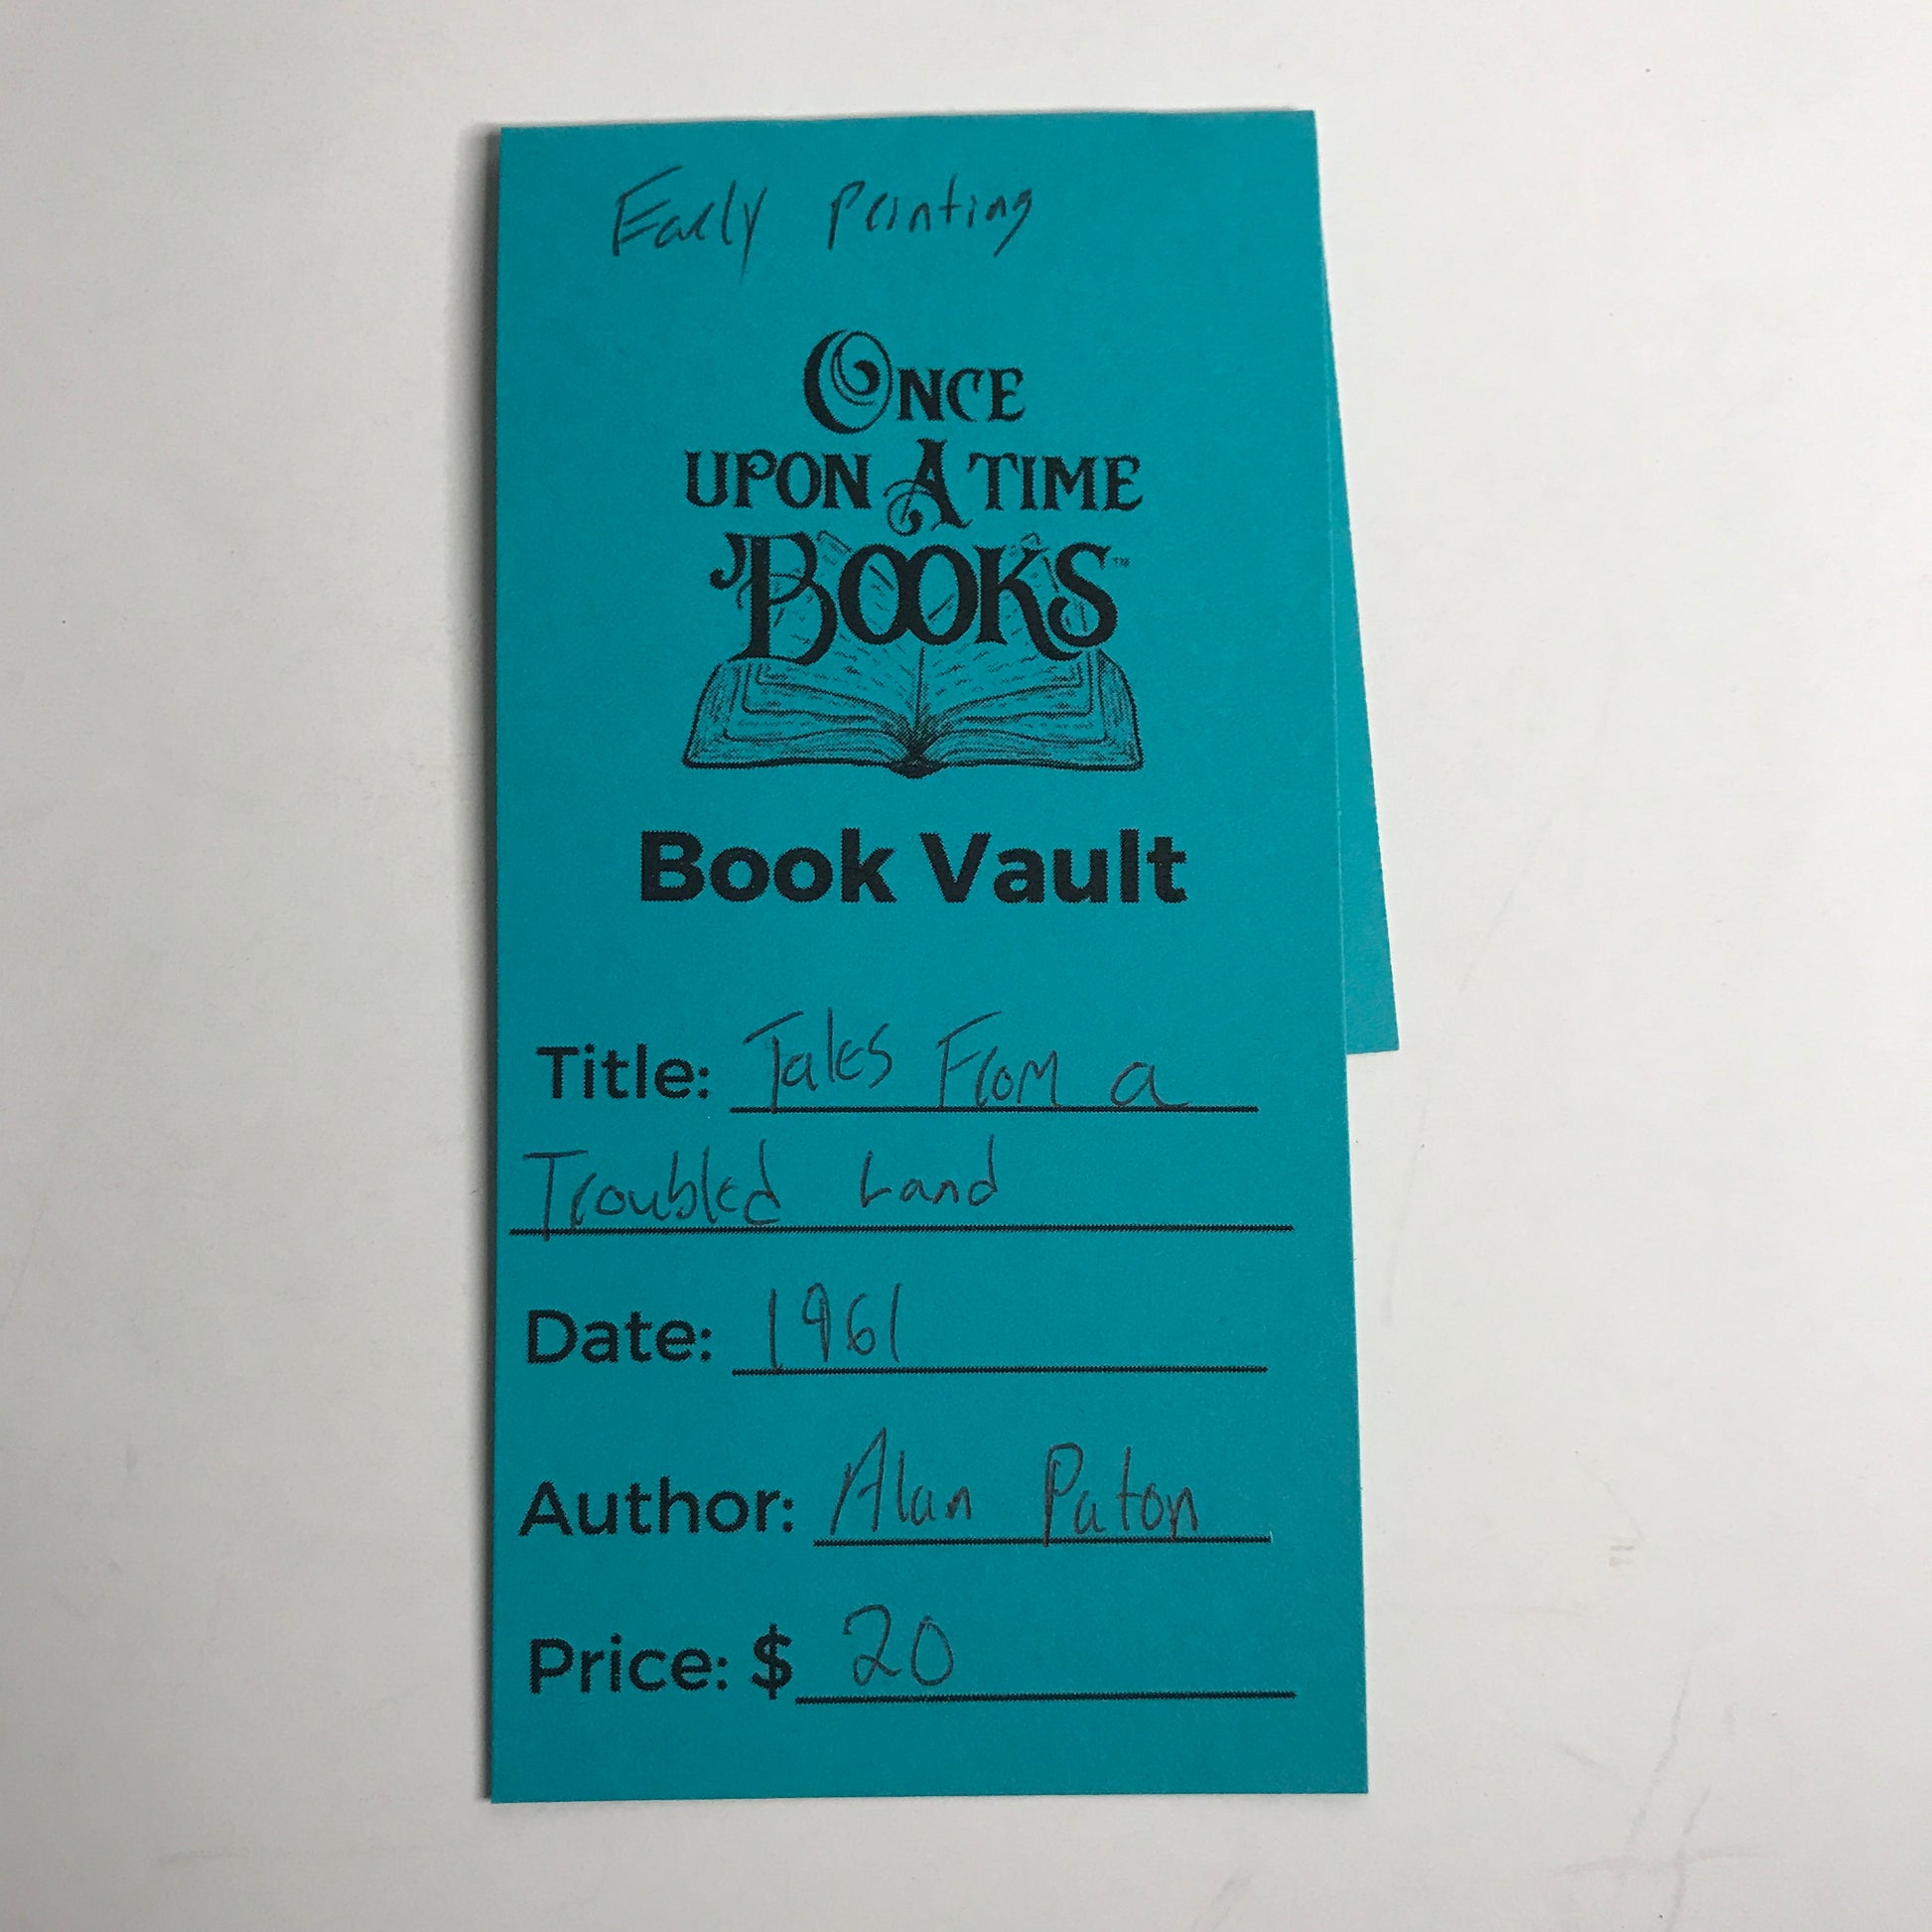 Early Printing
ONCE
UPON A TIME
BOOKS™
Book Vault
Title: Tales From a
Troubled Land
Date: 1961
Author: Alan Paton
Price: $ 20